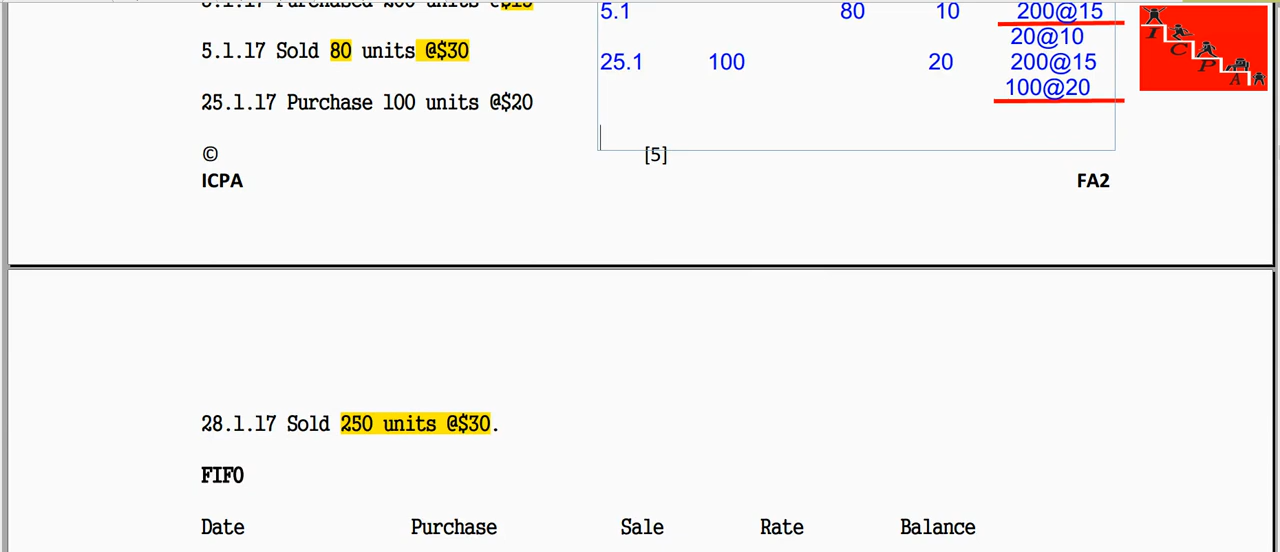 5.1 80 10 200@15
5.1.17 Sold 80 units @$30
20@10
25.1 100 20 200@15
25.1.17 Purchase 100 units @$20
100@20
© [5]
ICPA FA2
I C P A
28.1.17 Sold 250 units @$30.
FIFO
Date Purchase Sale Rate Balance